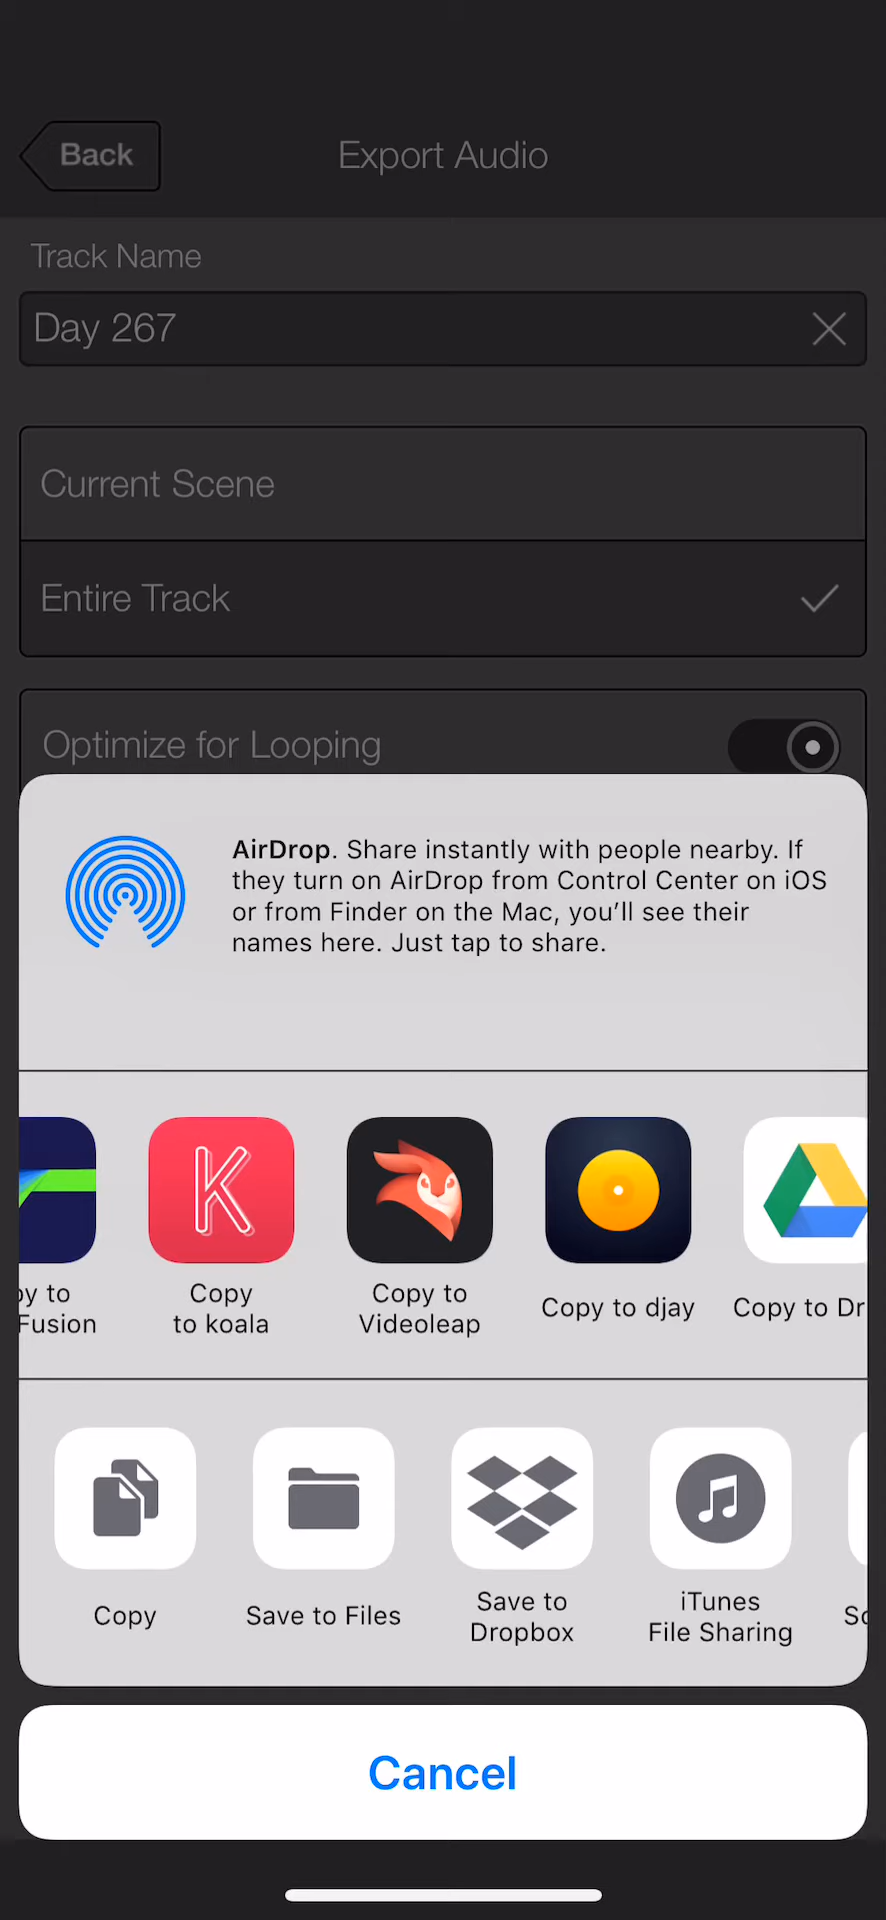 Back
Export Audio
Track Name
Day 267
Current Scene
Entire Track
Optimize for Looping
AirDrop. Share instantly with people nearby. If
they turn on AirDrop from Control Center on iOS
or from Finder on the Mac, you'll see their
names here. Just tap to share.
py to
Fusion
Copy
to koala
Copy to
Videoleap
Copy to djay
Copy to Dr
Copy
Save to Files
Save to
Dropbox
iTunes
File Sharing
Cancel